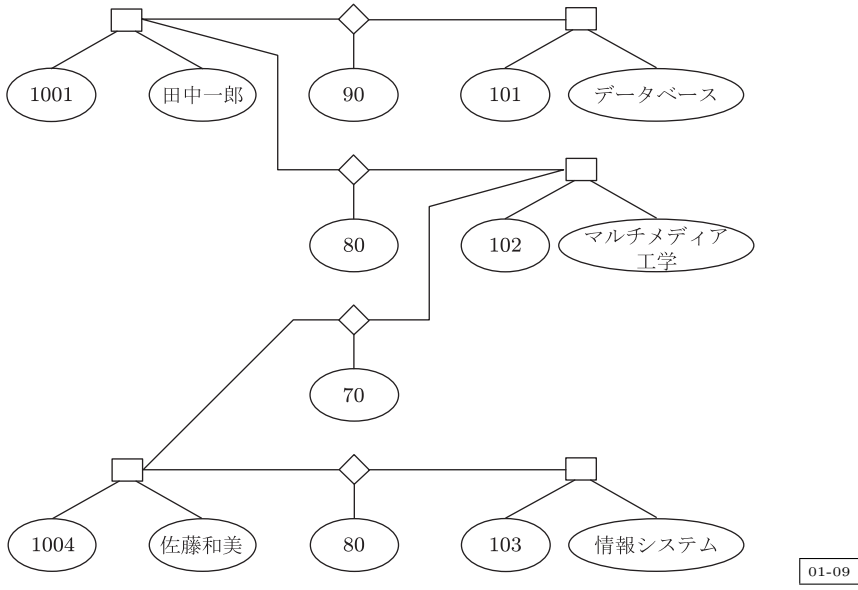 1001
田中一郎
90
101
データベース
80
102
マルチメディア
工学
70
1004
佐藤和美
80
103
情報システム
01-09